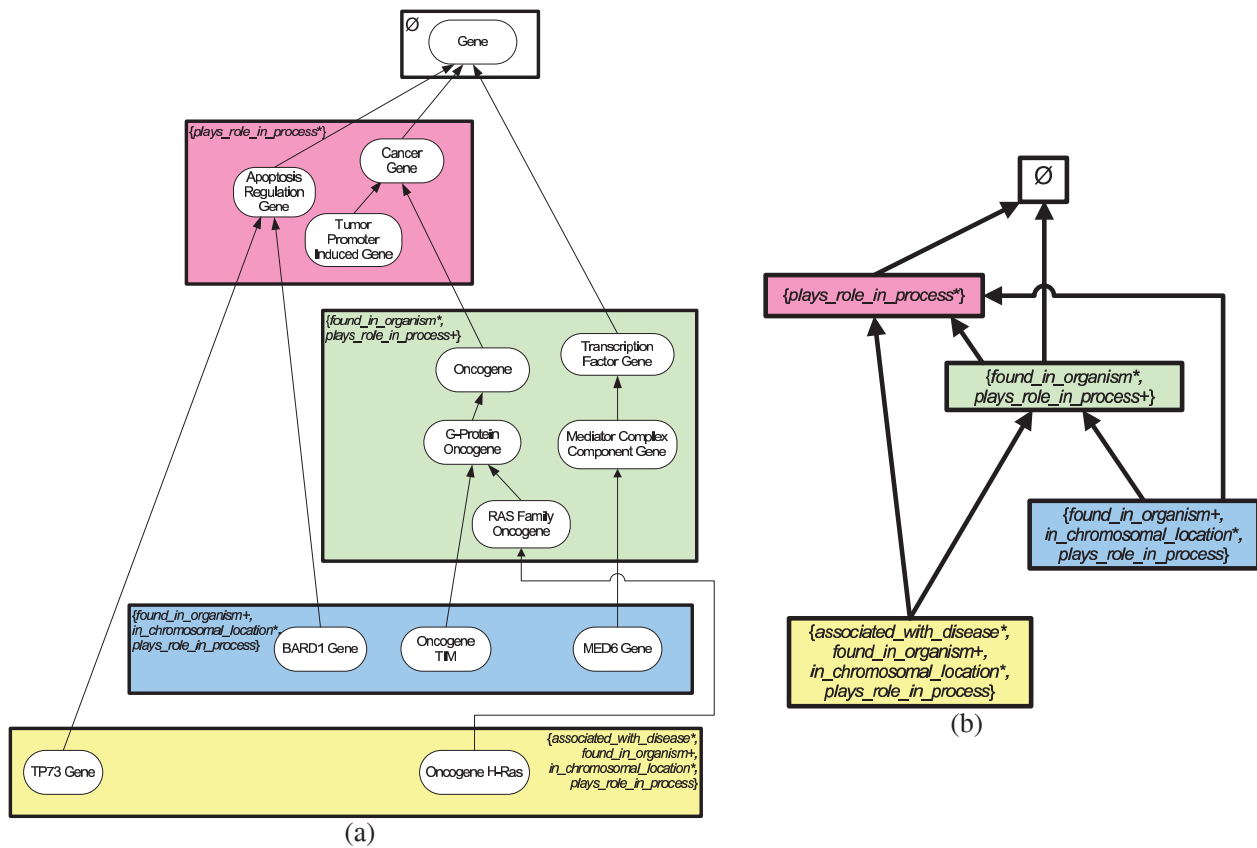 Ø
Gene
{plays_role_in_process*}
Cancer
Gene
Apoptosis
Regulation
Gene
Tumor
Promoter
Induced Gene
{found_in_organism*,
plays_role_in_process+}
Oncogene
Transcription
Factor Gene
G-Protein
Oncogene
Mediator Complex
Component Gene
RAS Family
Oncogene
{found_in_organism+,
in_chromosomal_location*,
plays_role_in_process}
BARD1 Gene
Oncogene
TIM
MED6 Gene
TP73 Gene
Oncogene H-Ras
{associated_with_disease*,
found_in_organism+,
in_chromosomal_location*,
plays_role_in_process}
(a)
Ø
{plays_role_in_process*}
{found_in_organism*,
plays_role_in_process+}
{found_in_organism+,
in_chromosomal_location*,
plays_role_in_process}
{associated_with_disease*,
found_in_organism+,
in_chromosomal_location*,
plays_role_in_process}
(b)